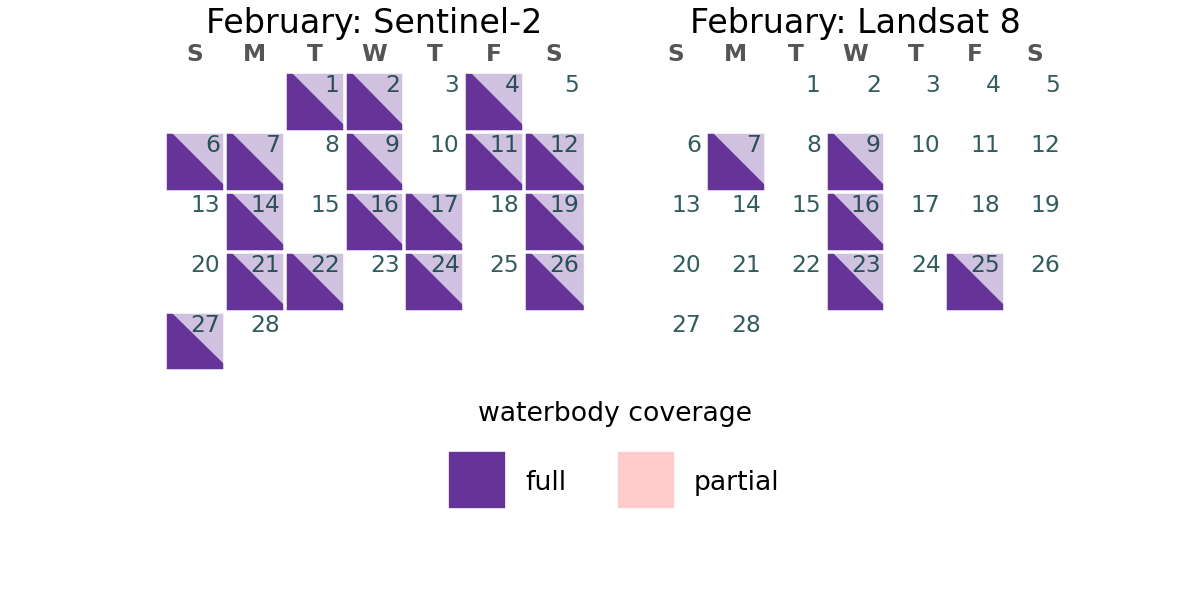 February: Sentinel-2
S M T W T F S
1 2 3 4 5
6 7 8 9 10 11 12
13 14 15 16 17 18 19
20 21 22 23 24 25 26
27 28
February: Landsat 8
S M T W T F S
1 2 3 4 5
6 7 8 9 10 11 12
13 14 15 16 17 18 19
20 21 22 23 24 25 26
27 28
waterbody coverage
full partial